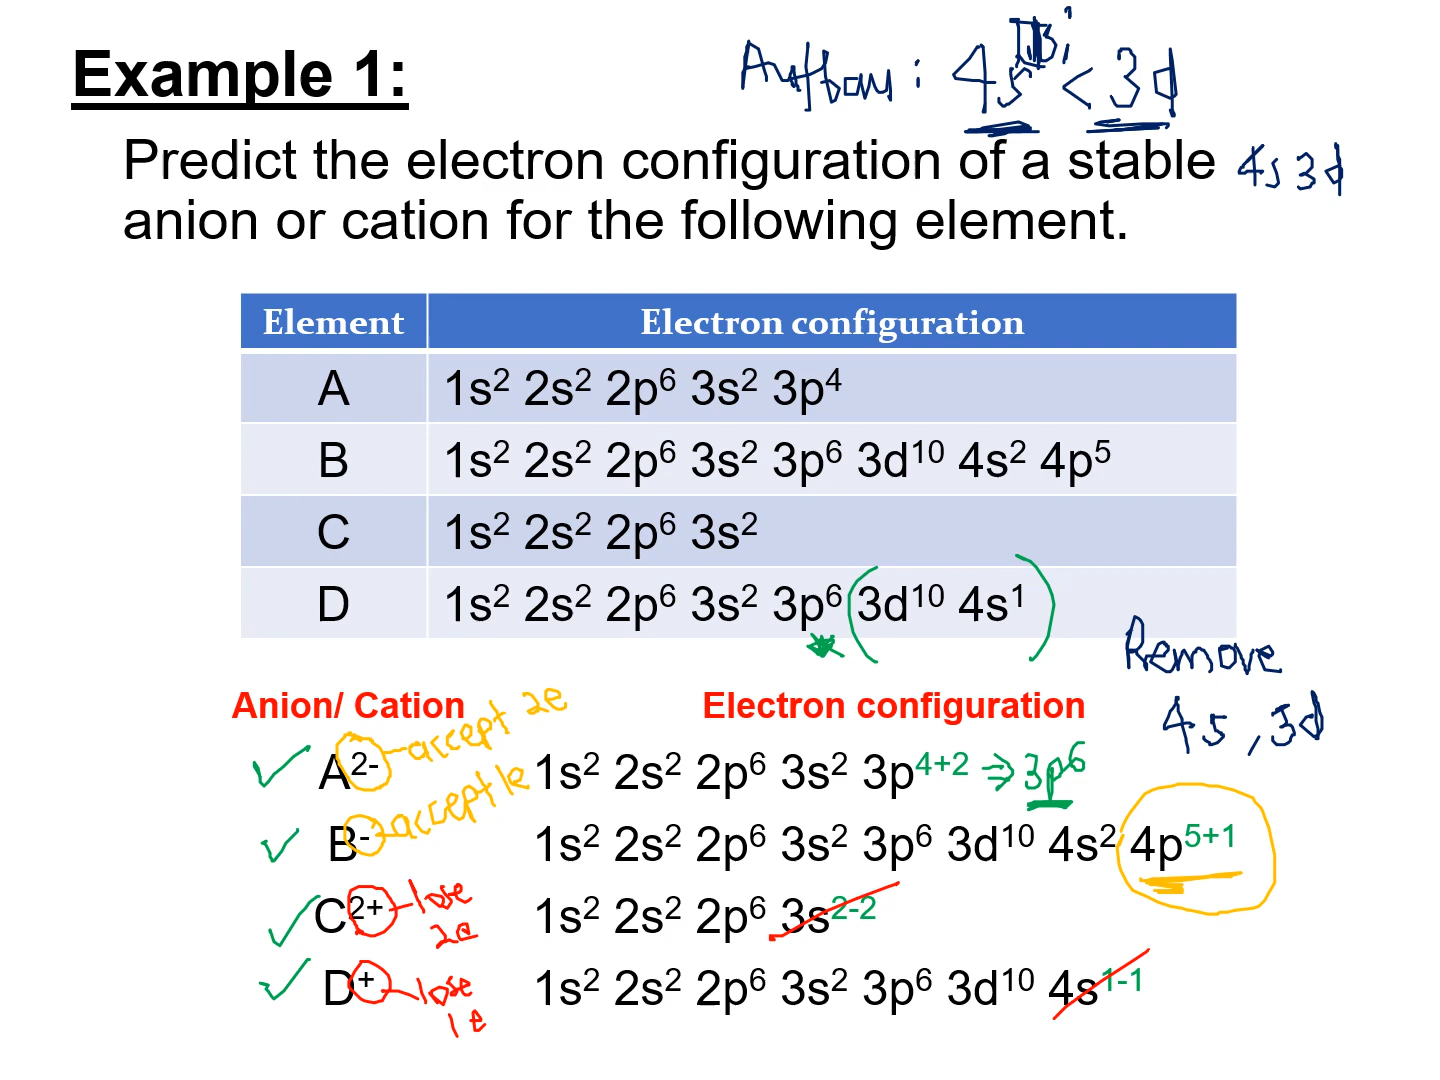 Example 1:
Aufbau : 4s < 3d
Predict the electron configuration of a stable 4s 3d
anion or cation for the following element.
Element Electron configuration
A 1s² 2s² 2p⁶ 3s² 3p⁴
B 1s² 2s² 2p⁶ 3s² 3p⁶ 3d¹⁰ 4s² 4p⁵
C 1s² 2s² 2p⁶ 3s²
D 1s² 2s² 2p⁶ 3s² 3p⁶ (3d¹⁰ 4s¹)
Remove
4s , 3d
Anion/ Cation Electron configuration
A²⁻ accept 2e 1s² 2s² 2p⁶ 3s² 3p⁴⁺² ⇒ 3p⁶
B⁻ accept 1e 1s² 2s² 2p⁶ 3s² 3p⁶ 3d¹⁰ 4s² 4p⁵⁺¹
C²⁺ lose 2e 1s² 2s² 2p⁶ 3s²⁻²
D⁺ lose 1e 1s² 2s² 2p⁶ 3s² 3p⁶ 3d¹⁰ 4s¹⁻¹